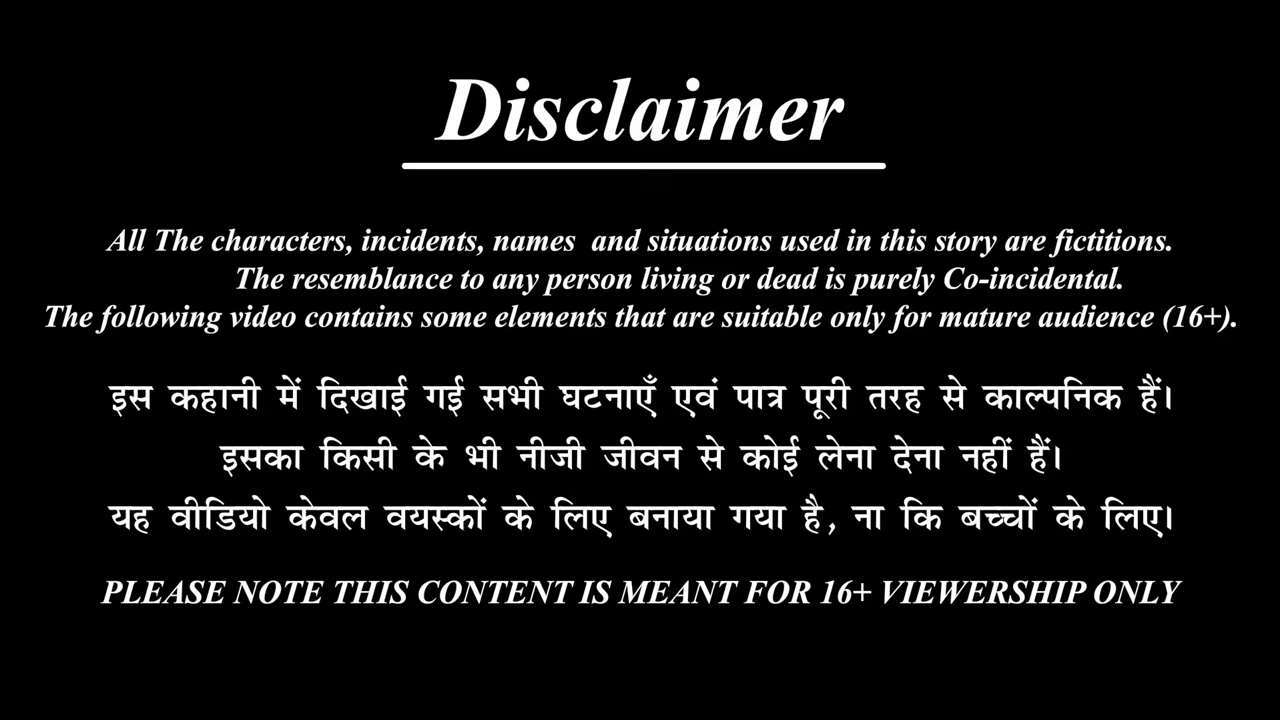 Disclaimer
All The characters, incidents, names and situations used in this story are fictitions.
The resemblance to any person living or dead is purely Co-incidental.
The following video contains some elements that are suitable only for mature audience (16+).
इस कहानी में दिखाई गई सभी घटनाएँ एवं पात्र पूरी तरह से काल्पनिक हैं।
इसका किसी के भी नीजी जीवन से कोई लेना देना नहीं हैं।
यह वीडियो केवल वयस्कों के लिए बनाया गया है, ना कि बच्चों के लिए।
PLEASE NOTE THIS CONTENT IS MEANT FOR 16+ VIEWERSHIP ONLY